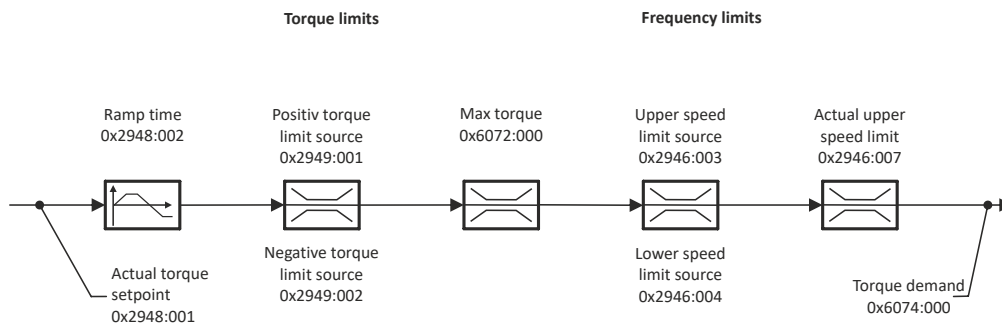 Torque limits
Frequency limits
Ramp time
0x2948:002
Positiv torque
limit source
0x2949:001
Max torque
0x6072:000
Upper speed
limit source
0x2946:003
Actual upper
speed limit
0x2946:007
Actual torque
setpoint
0x2948:001
Negative torque
limit source
0x2949:002
Lower speed
limit source
0x2946:004
Torque demand
0x6074:000